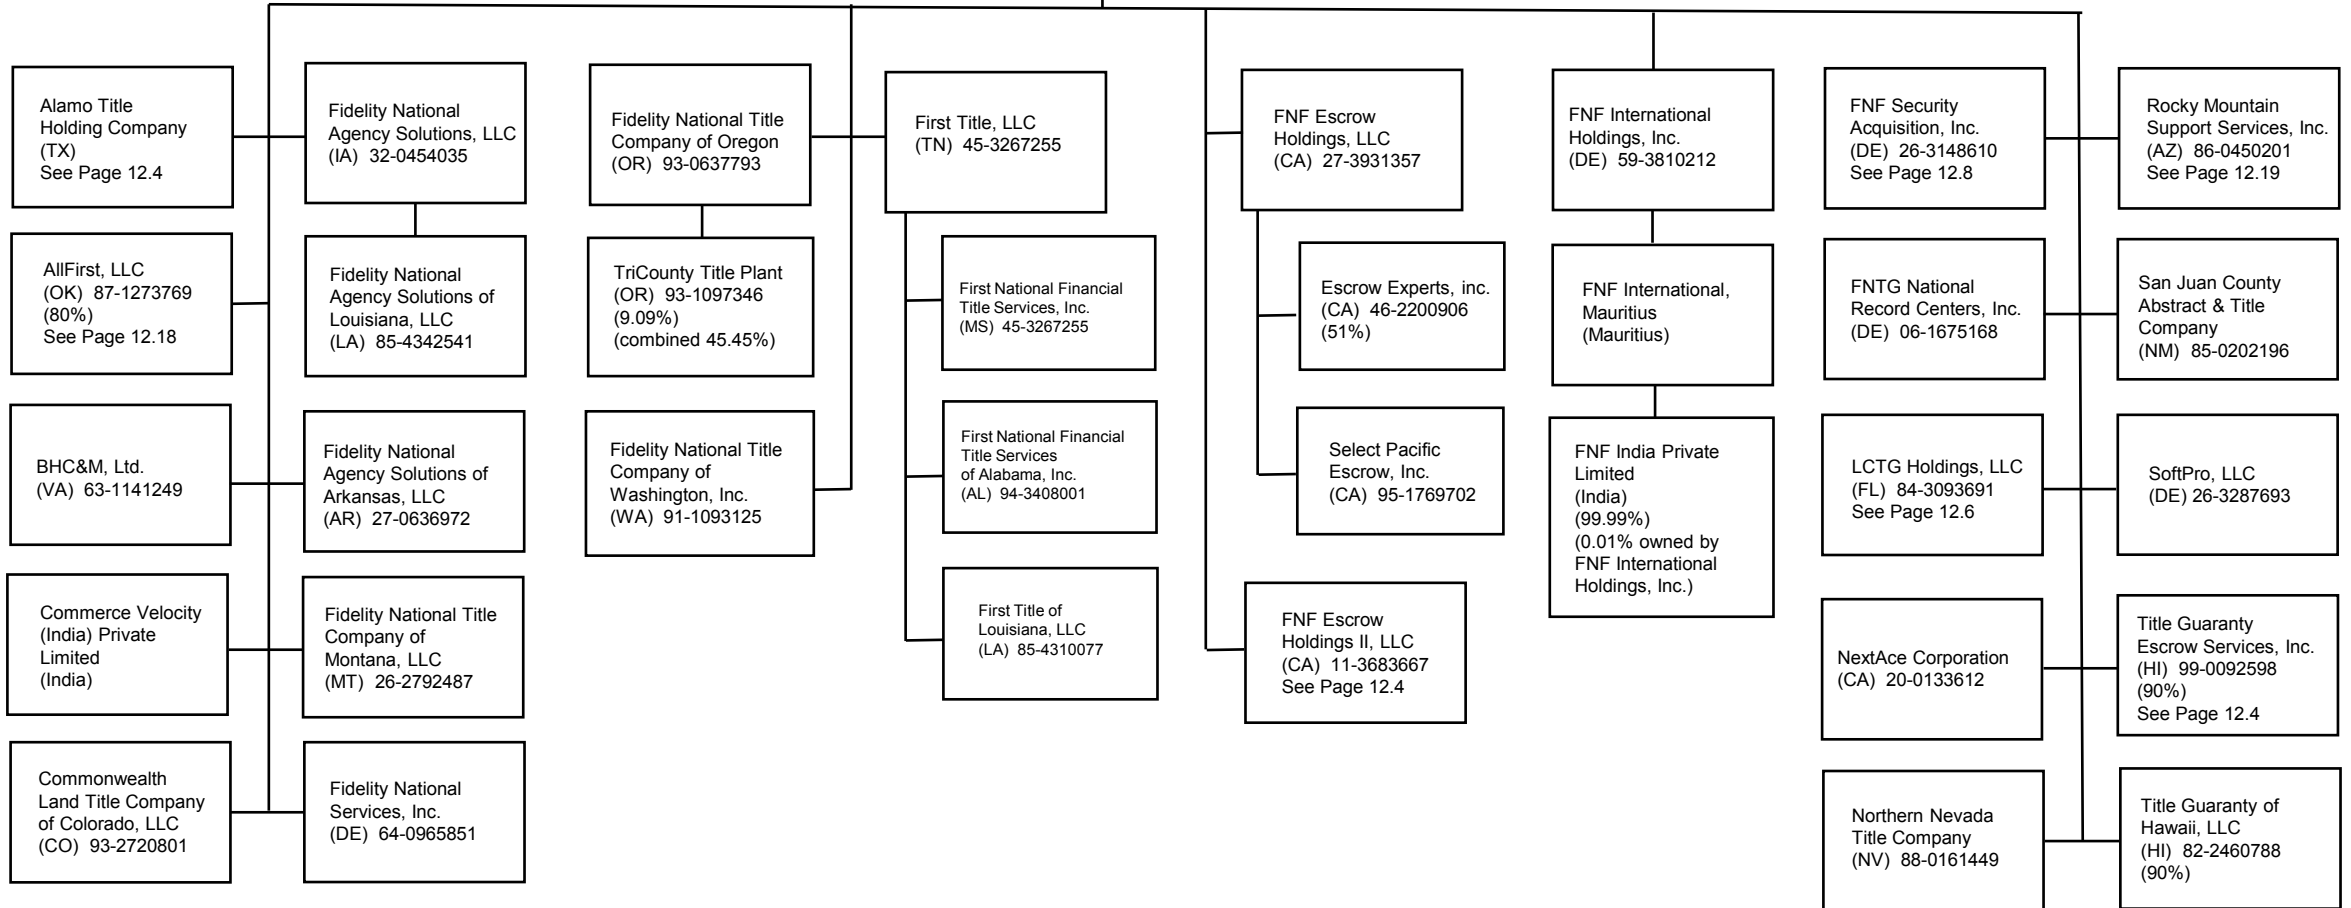 Alamo Title
Holding Company
(TX)
See Page 12.4
AllFirst, LLC
(OK) 87-1273769
(80%)
See Page 12.18
BHC&M, Ltd.
(VA) 63-1141249
Commerce Velocity
(India) Private
Limited
(India)
Commonwealth
Land Title Company
of Colorado, LLC
(CO) 93-2720801
Fidelity National
Agency Solutions, LLC
(IA) 32-0454035
Fidelity National
Agency Solutions of
Louisiana, LLC
(LA) 85-4342541
Fidelity National
Agency Solutions of
Arkansas, LLC
(AR) 27-0636972
Fidelity National Title
Company of
Montana, LLC
(MT) 26-2792487
Fidelity National
Services, Inc.
(DE) 64-0965851
Fidelity National Title
Company of Oregon
(OR) 93-0637793
TriCounty Title Plant
(OR) 93-1097346
(9.09%)
(combined 45.45%)
Fidelity National Title
Company of
Washington, Inc.
(WA) 91-1093125
First Title, LLC
(TN) 45-3267255
First National Financial
Title Services, Inc.
(MS) 45-3267255
First National Financial
Title Services
of Alabama, Inc.
(AL) 94-3408001
First Title of
Louisiana, LLC
(LA) 85-4310077
FNF Escrow
Holdings, LLC
(CA) 27-3931357
Escrow Experts, inc.
(CA) 46-2200906
(51%)
Select Pacific
Escrow, Inc.
(CA) 95-1769702
FNF Escrow
Holdings II, LLC
(CA) 11-3683667
See Page 12.4
FNF International
Holdings, Inc.
(DE) 59-3810212
FNF International,
Mauritius
(Mauritius)
FNF India Private
Limited
(India)
(99.99%)
(0.01% owned by
FNF International
Holdings, Inc.)
FNF Security
Acquisition, Inc.
(DE) 26-3148610
See Page 12.8
FNTG National
Record Centers, Inc.
(DE) 06-1675168
LCTG Holdings, LLC
(FL) 84-3093691
See Page 12.6
NextAce Corporation
(CA) 20-0133612
Northern Nevada
Title Company
(NV) 88-0161449
Rocky Mountain
Support Services, Inc.
(AZ) 86-0450201
See Page 12.19
San Juan County
Abstract & Title
Company
(NM) 85-0202196
SoftPro, LLC
(DE) 26-3287693
Title Guaranty
Escrow Services, Inc.
(HI) 99-0092598
(90%)
See Page 12.4
Title Guaranty of
Hawaii, LLC
(HI) 82-2460788
(90%)